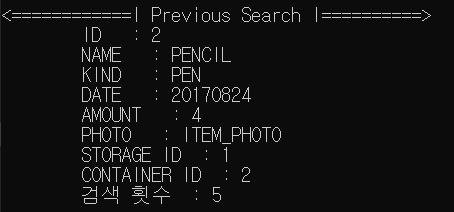 <============| Previous Search |==========>
ID : 2
NAME : PENCIL
KIND : PEN
DATE : 20170824
AMOUNT : 4
PHOTO : ITEM_PHOTO
STORAGE ID : 1
CONTAINER ID : 2
검색 횟수 : 5